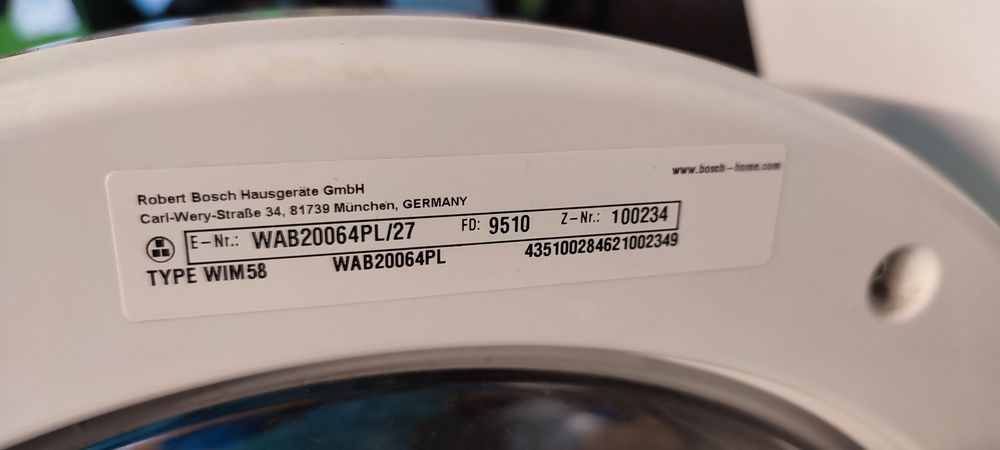 www.bosch-home.com
Robert Bosch Hausgeräte GmbH
Carl-Wery-Straße 34, 81739 München, GERMANY
E-Nr.: WAB20064PL/27 FD: 9510 Z-Nr.: 100234
TYPE WIM58 WAB20064PL 435100284621002349